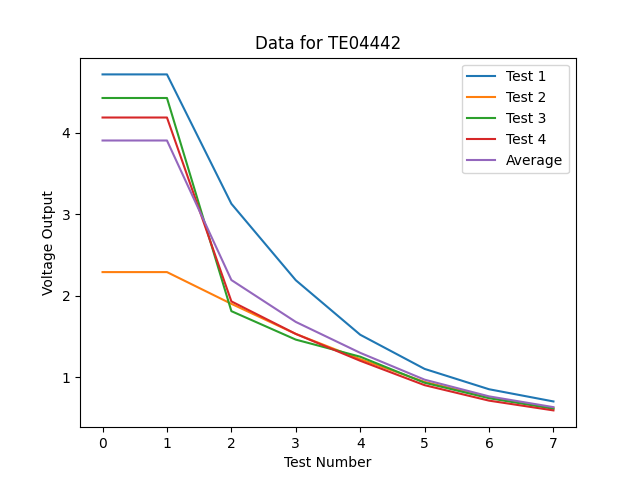 Data for TE04442
Test 1
Test 2
Test 3
Test 4
Average
Voltage Output
4
3
2
1
0 1 2 3 4 5 6 7
Test Number